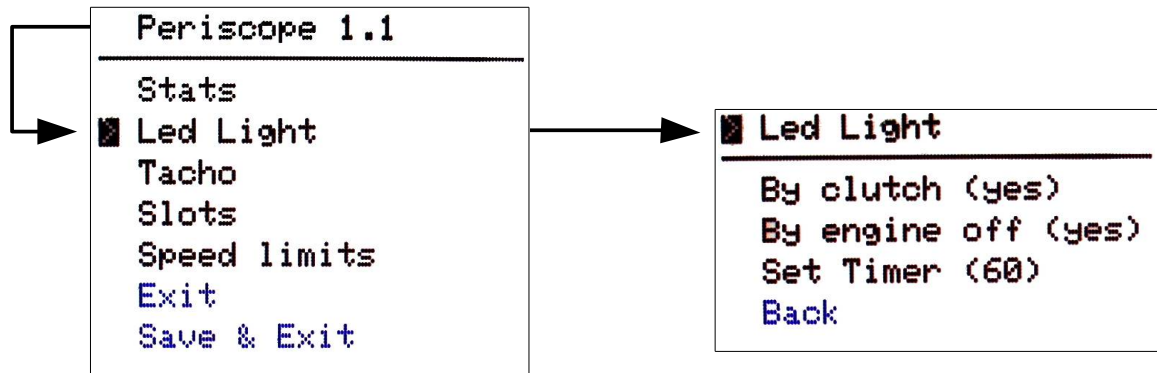 Periscope 1.1
Stats
Led Light
Tacho
Slots
Speed limits
Exit
Save & Exit
Led Light
By clutch (yes)
By engine off (yes)
Set Timer (60)
Back